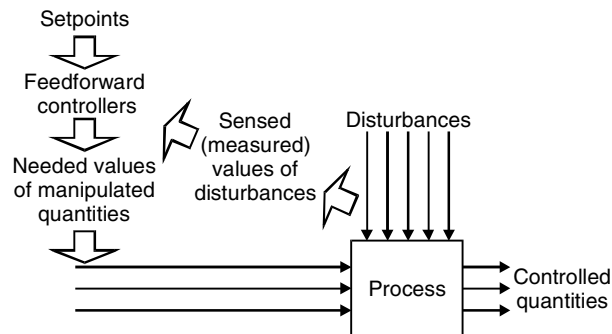 Setpoints
Feedforward
controllers
Needed values
of manipulated
quantities
Sensed
(measured)
values of
disturbances
Disturbances
Process
Controlled
quantities